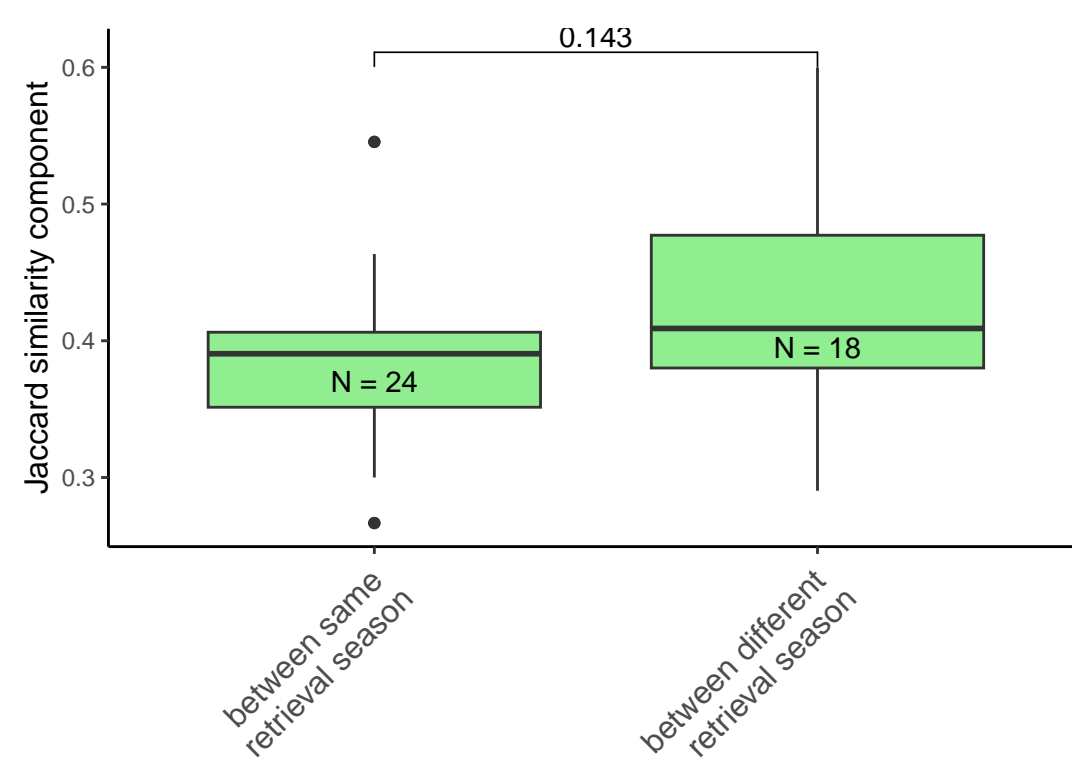 0.143
Jaccard similarity component
0.6
0.5
0.4
0.3
N = 24
N = 18
between same
retrieval season
between different
retrieval season